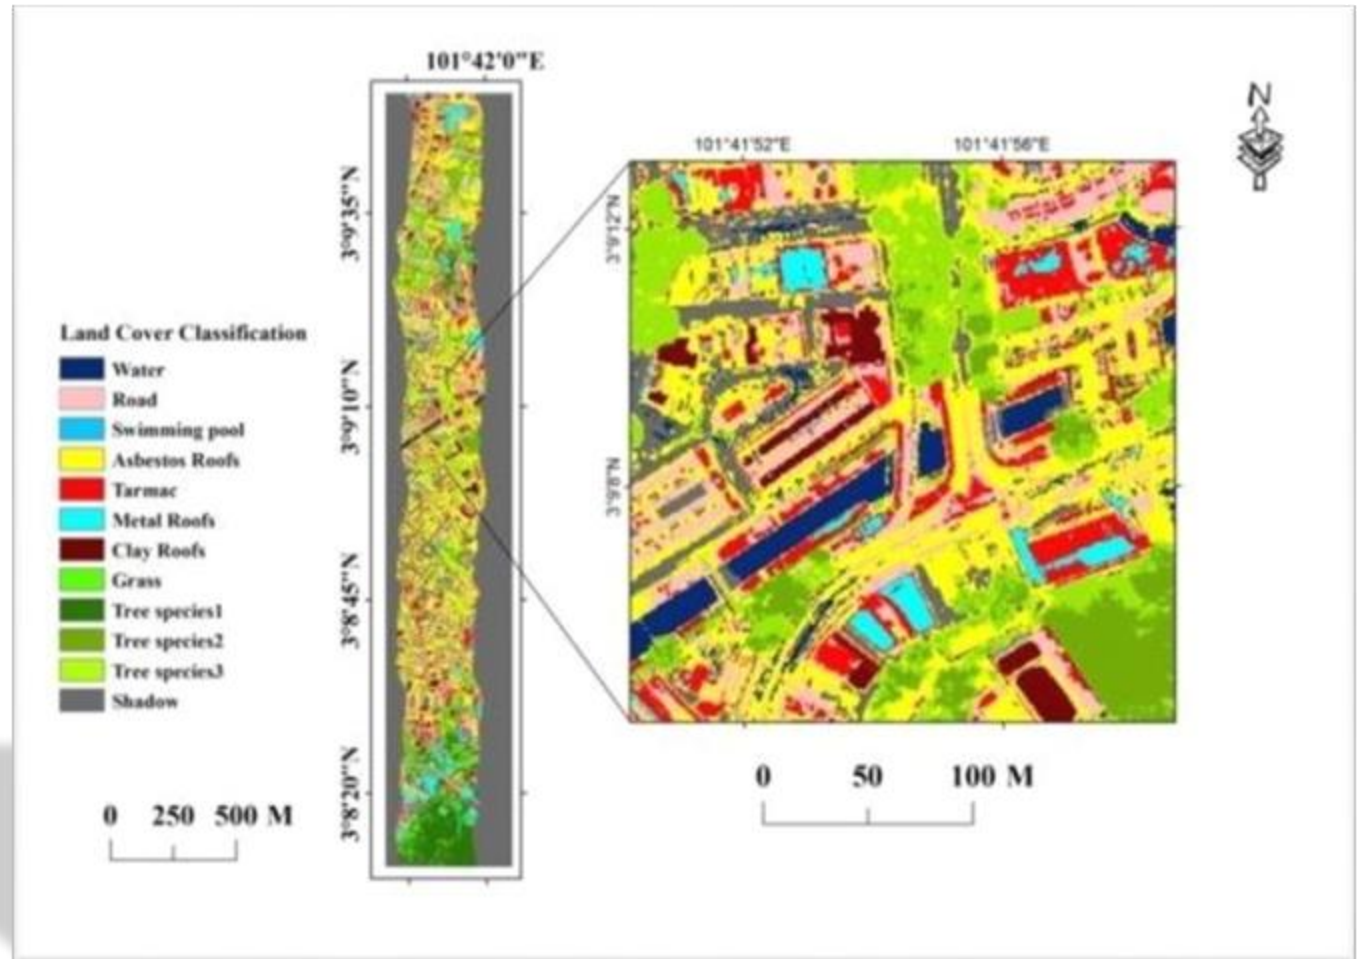 101°42'0"E
N
101°41'52"E
101°41'56"E
3°9'35"N
3°9'12"N
Land Cover Classification
Water
Road
Swimming pool
Asbestos Roofs
Tarmac
Metal Roofs
Clay Roofs
Grass
Tree species1
Tree species2
Tree species3
Shadow
3°9'10"N
3°9'8"N
3°8'45"N
3°8'20"N
0 50 100 M
0 250 500 M